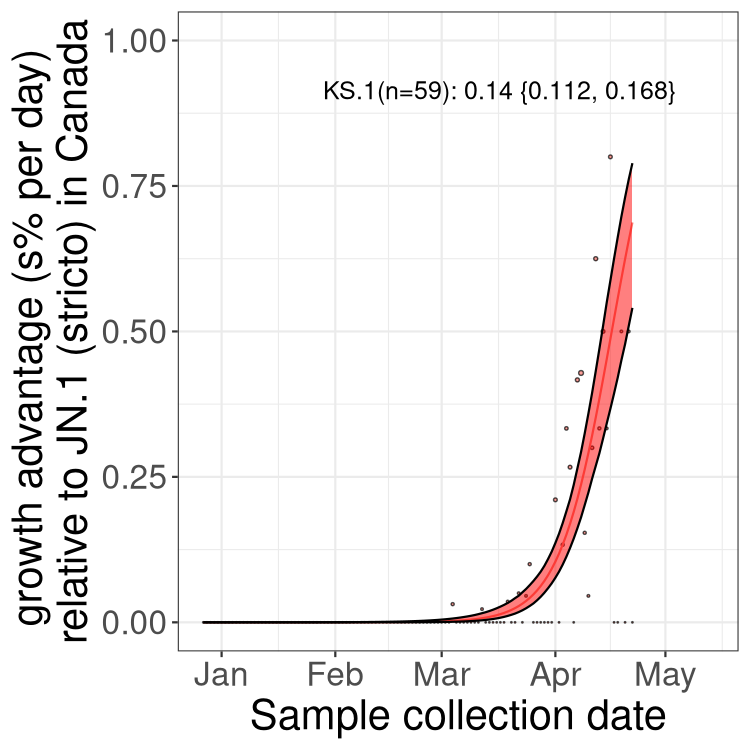 growth advantage (s% per day)
relative to JN.1 (stricto) in Canada
1.00
0.75
0.50
0.25
0.00
KS.1(n=59): 0.14 {0.112, 0.168}
Jan Feb Mar Apr May
Sample collection date